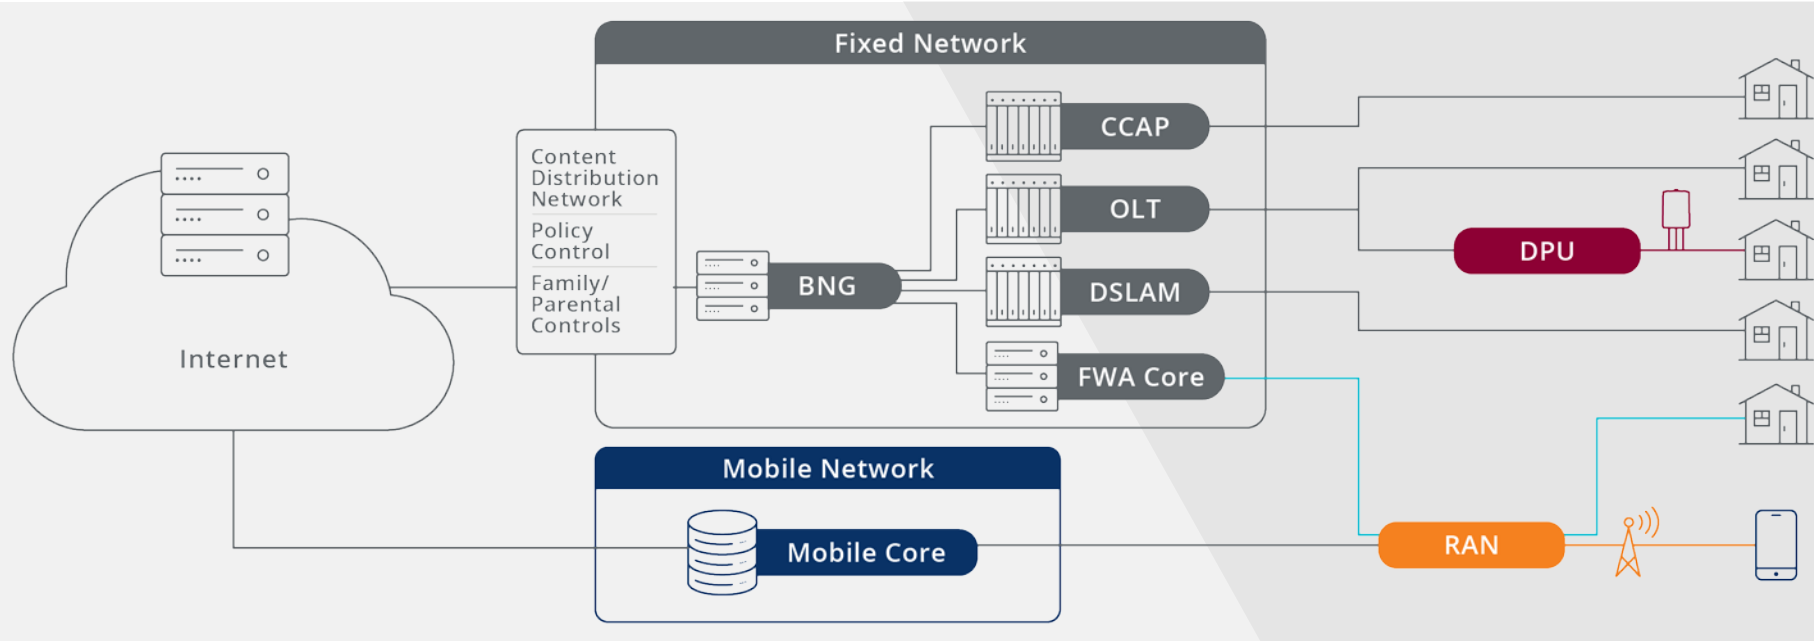 Fixed Network
Content
Distribution
Network
Policy
Control
Family/
Parental
Controls
Internet
BNG
CCAP
OLT
DSLAM
FWA Core
DPU
Mobile Network
Mobile Core
RAN